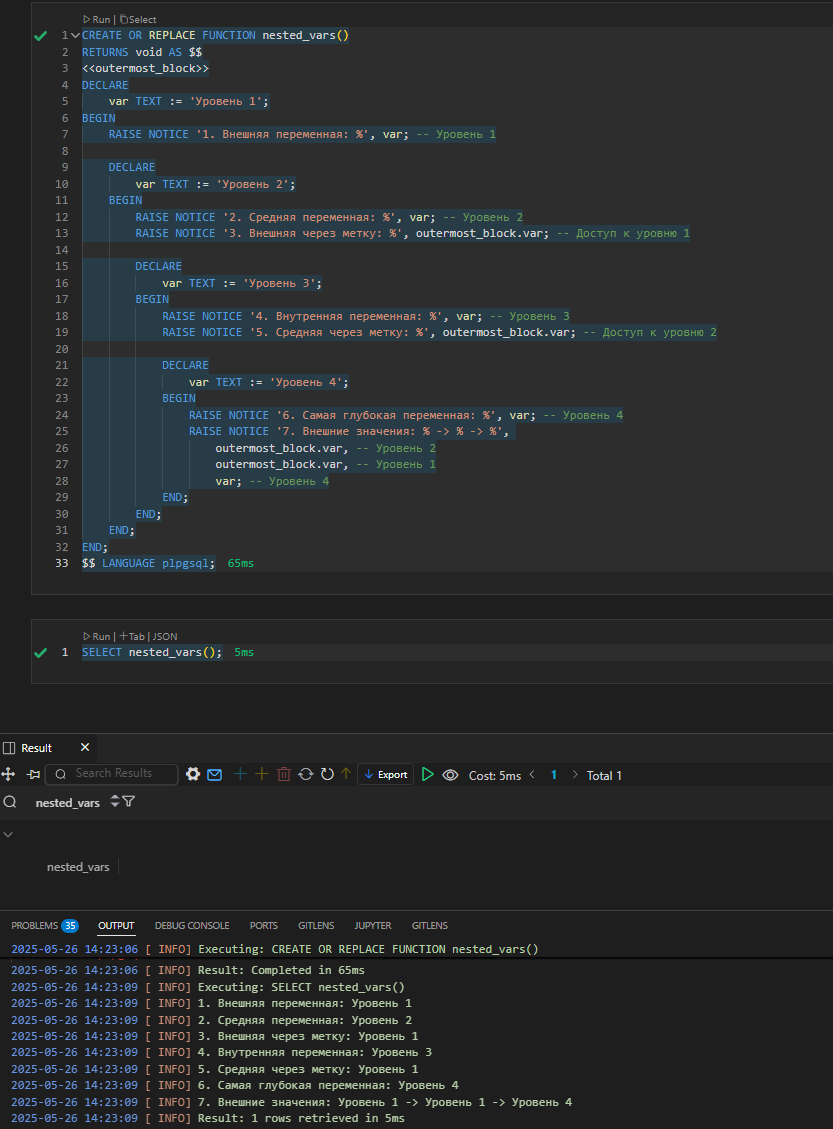 Run | Select
1 CREATE OR REPLACE FUNCTION nested_vars()
2 RETURNS void AS $$
3 <<outermost_block>>
4 DECLARE
5     var TEXT := 'Уровень 1';
6 BEGIN
7     RAISE NOTICE '1. Внешняя переменная: %', var; -- Уровень 1
8
9     DECLARE
10         var TEXT := 'Уровень 2';
11     BEGIN
12         RAISE NOTICE '2. Средняя переменная: %', var; -- Уровень 2
13         RAISE NOTICE '3. Внешняя через метку: %', outermost_block.var; -- Доступ к уровню 1
14
15         DECLARE
16             var TEXT := 'Уровень 3';
17         BEGIN
18             RAISE NOTICE '4. Внутренняя переменная: %', var; -- Уровень 3
19             RAISE NOTICE '5. Средняя через метку: %', outermost_block.var; -- Доступ к уровню 2
20
21             DECLARE
22                 var TEXT := 'Уровень 4';
23             BEGIN
24                 RAISE NOTICE '6. Самая глубокая переменная: %', var; -- Уровень 4
25                 RAISE NOTICE '7. Внешние значения: % -> % -> %',
26                     outermost_block.var, -- Уровень 2
27                     outermost_block.var, -- Уровень 1
28                     var; -- Уровень 4
29             END;
30         END;
31     END;
32 END;
33 $$ LANGUAGE plpgsql; 65ms
Run | +Tab | JSON
1 SELECT nested_vars(); 5ms
Result ×
Search Results Export Cost: 5ms < 1 > Total 1
nested_vars
nested_vars
PROBLEMS 35 OUTPUT DEBUG CONSOLE PORTS GITLENS JUPYTER GITLENS
2025-05-26 14:23:06 [ INFO] Executing: CREATE OR REPLACE FUNCTION nested_vars()
2025-05-26 14:23:06 [ INFO] Result: Completed in 65ms
2025-05-26 14:23:09 [ INFO] Executing: SELECT nested_vars()
2025-05-26 14:23:09 [ INFO] 1. Внешняя переменная: Уровень 1
2025-05-26 14:23:09 [ INFO] 2. Средняя переменная: Уровень 2
2025-05-26 14:23:09 [ INFO] 3. Внешняя через метку: Уровень 1
2025-05-26 14:23:09 [ INFO] 4. Внутренняя переменная: Уровень 3
2025-05-26 14:23:09 [ INFO] 5. Средняя через метку: Уровень 1
2025-05-26 14:23:09 [ INFO] 6. Самая глубокая переменная: Уровень 4
2025-05-26 14:23:09 [ INFO] 7. Внешние значения: Уровень 1 -> Уровень 1 -> Уровень 4
2025-05-26 14:23:09 [ INFO] Result: 1 rows retrieved in 5ms